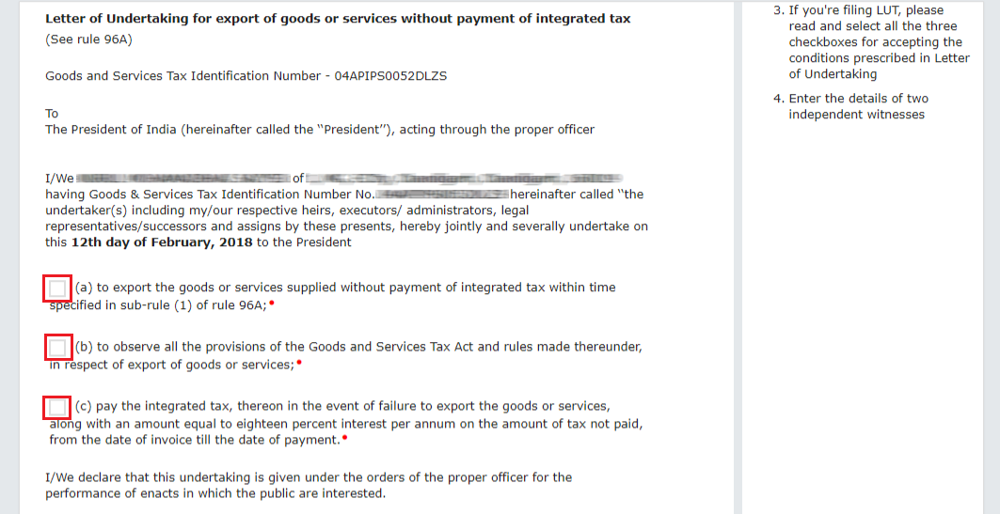 Letter of Undertaking for export of goods or services without payment of integrated tax
(See rule 96A)
Goods and Services Tax Identification Number - 04APIPS0052DLZS
To
The President of India (hereinafter called the “President”), acting through the proper officer
I/We of
having Goods & Services Tax Identification Number No. hereinafter called “the
undertaker(s) including my/our respective heirs, executors/ administrators, legal
representatives/successors and assigns by these presents, hereby jointly and severally undertake on
this 12th day of February, 2018 to the President
(a) to export the goods or services supplied without payment of integrated tax within time
specified in sub-rule (1) of rule 96A;•
(b) to observe all the provisions of the Goods and Services Tax Act and rules made thereunder,
in respect of export of goods or services;•
(c) pay the integrated tax, thereon in the event of failure to export the goods or services,
along with an amount equal to eighteen percent interest per annum on the amount of tax not paid,
from the date of invoice till the date of payment.•
I/We declare that this undertaking is given under the orders of the proper officer for the
performance of enacts in which the public are interested.
3. If you're filing LUT, please
read and select all the three
checkboxes for accepting the
conditions prescribed in Letter
of Undertaking
4. Enter the details of two
independent witnesses